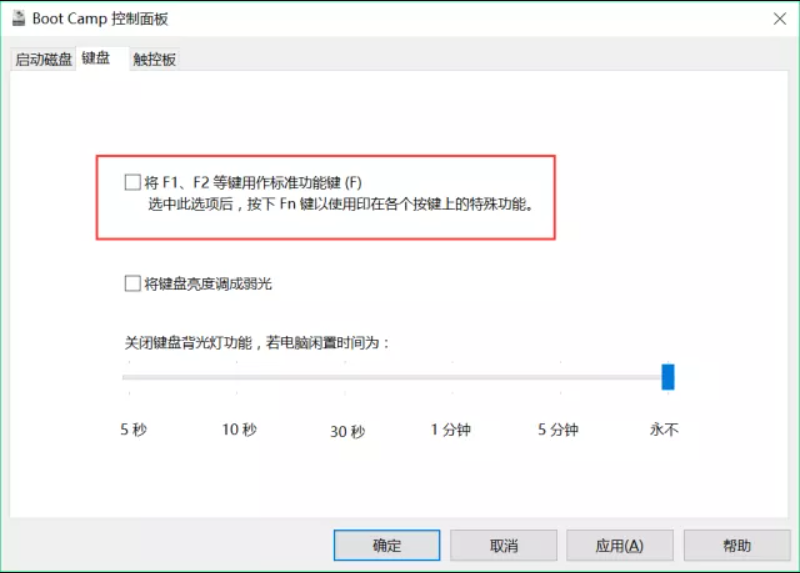 Boot Camp 控制面板
启动磁盘 键盘 触控板
将 F1、F2 等键用作标准功能键 (F)
选中此选项后，按下 Fn 键以使用印在各个按键上的特殊功能。
将键盘亮度调成弱光
关闭键盘背光灯功能，若电脑闲置时间为：
5 秒 10 秒 30 秒 1 分钟 5 分钟 永不
确定 取消 应用(A) 帮助